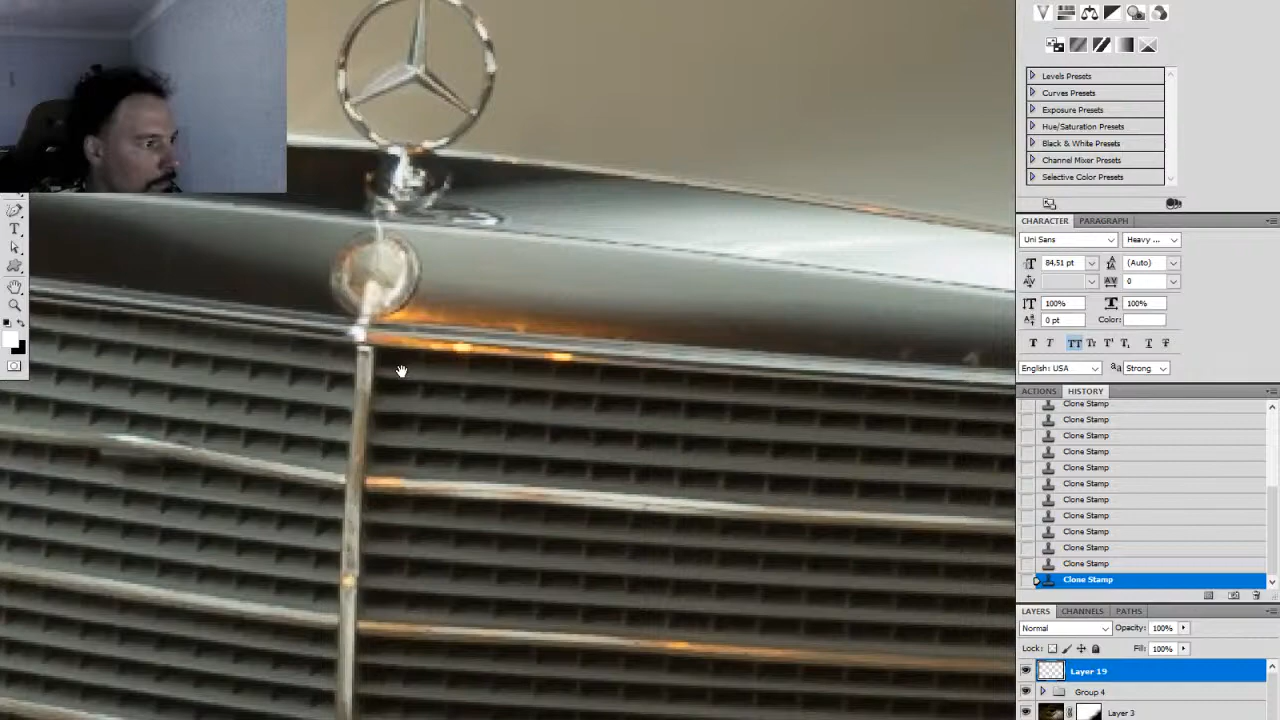 Levels Presets
Curves Presets
Exposure Presets
Hue/Saturation Presets
Black & White Presets
Channel Mixer Presets
Selective Color Presets
CHARACTER PARAGRAPH
Uni Sans Heavy ...
84,51 pt (Auto)
0
100% 100%
0 pt Color:
T T TT Tr T' T, T T
English: USA aa Strong
ACTIONS HISTORY
Clone Stamp
Clone Stamp
Clone Stamp
Clone Stamp
Clone Stamp
Clone Stamp
Clone Stamp
Clone Stamp
Clone Stamp
Clone Stamp
Clone Stamp
Clone Stamp
LAYERS CHANNELS PATHS
Normal Opacity: 100%
Lock: Fill: 100%
Layer 19
Group 4
Layer 3